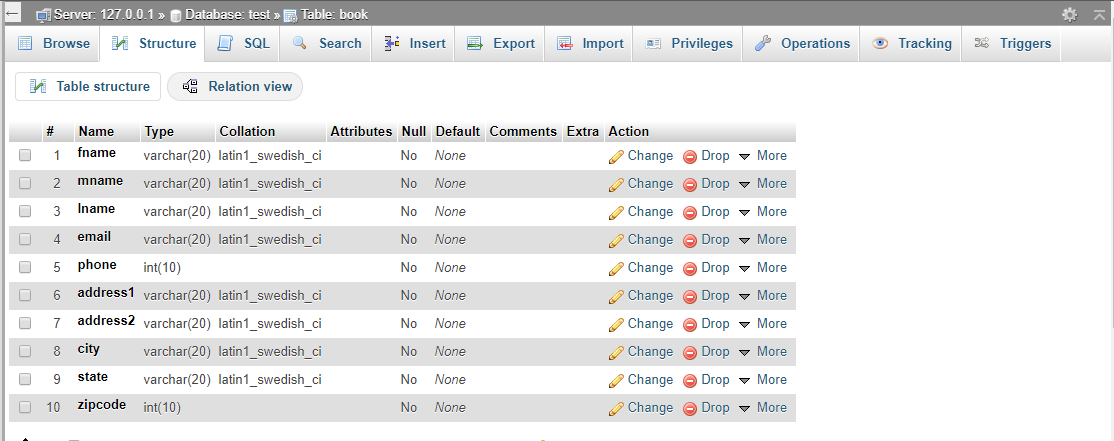 Server: 127.0.0.1 » Database: test » Table: book
Browse Structure SQL Search Insert Export Import Privileges Operations Tracking Triggers
Table structure Relation view
# Name Type Collation Attributes Null Default Comments Extra Action
1 fname varchar(20) latin1_swedish_ci No None Change Drop More
2 mname varchar(20) latin1_swedish_ci No None Change Drop More
3 lname varchar(20) latin1_swedish_ci No None Change Drop More
4 email varchar(20) latin1_swedish_ci No None Change Drop More
5 phone int(10) No None Change Drop More
6 address1 varchar(20) latin1_swedish_ci No None Change Drop More
7 address2 varchar(20) latin1_swedish_ci No None Change Drop More
8 city varchar(20) latin1_swedish_ci No None Change Drop More
9 state varchar(20) latin1_swedish_ci No None Change Drop More
10 zipcode int(10) No None Change Drop More